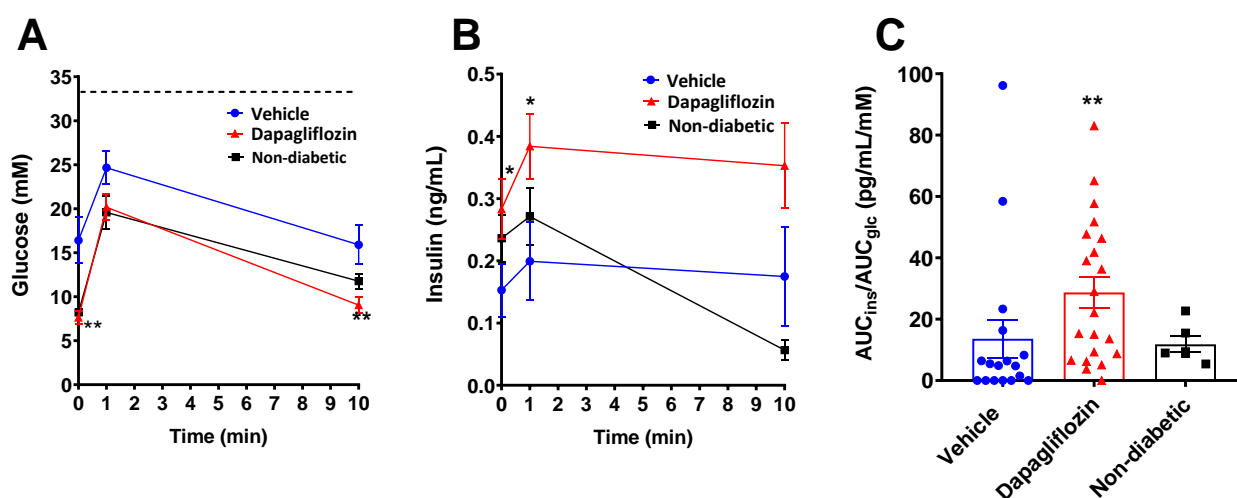 A
35
30
25
20
15
10
5
0
Glucose (mM)
Vehicle
Dapagliflozin
Non-diabetic
**
**
0 1 2 3 4 5 6 7 8 9 10
Time (min)
B
0.5
0.4
0.3
0.2
0.1
0.0
Insulin (ng/mL)
Vehicle
Dapagliflozin
Non-diabetic
*
*
0 1 2 3 4 5 6 7 8 9 10
Time (min)
C
100
80
60
40
20
0
AUCins/AUCglc (pg/mL/mM)
**
Vehicle
Dapagliflozin
Non-diabetic